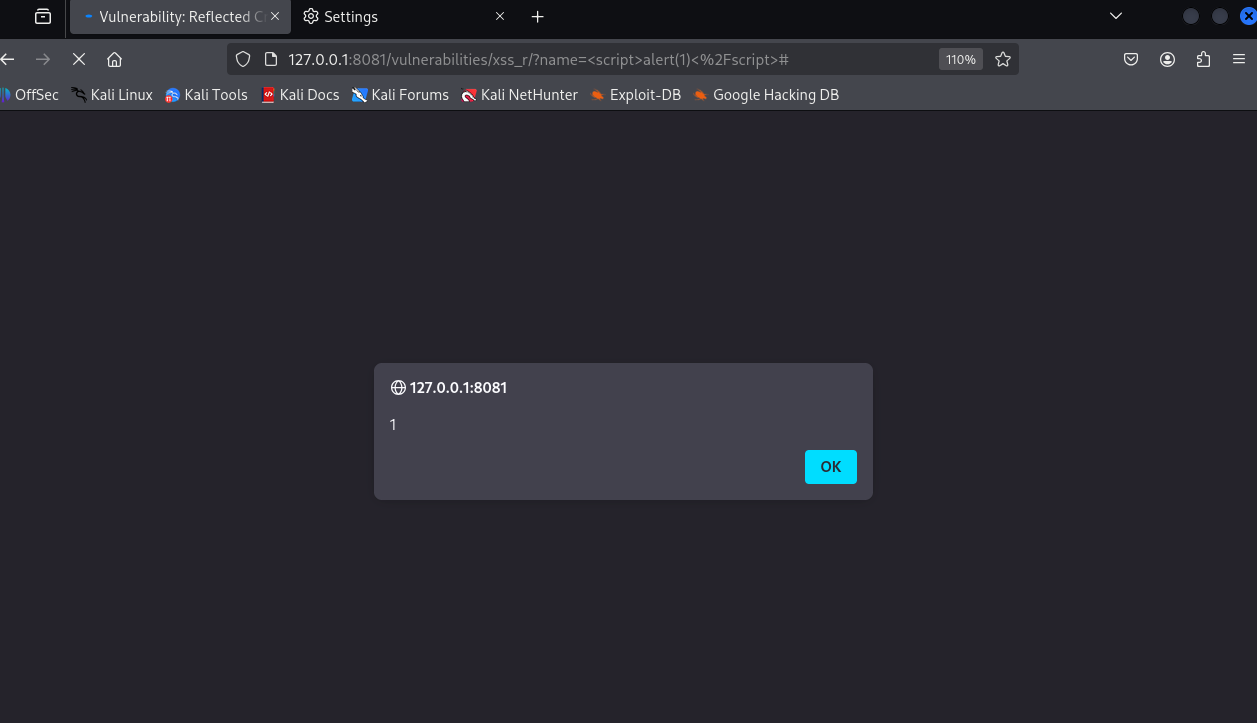 Vulnerability: Reflected C
Settings
127.0.0.1:8081/vulnerabilities/xss_r/?name=<script>alert(1)<%2Fscript>#
110%
OffSec
Kali Linux
Kali Tools
Kali Docs
Kali Forums
Kali NetHunter
Exploit-DB
Google Hacking DB
127.0.0.1:8081
1
OK